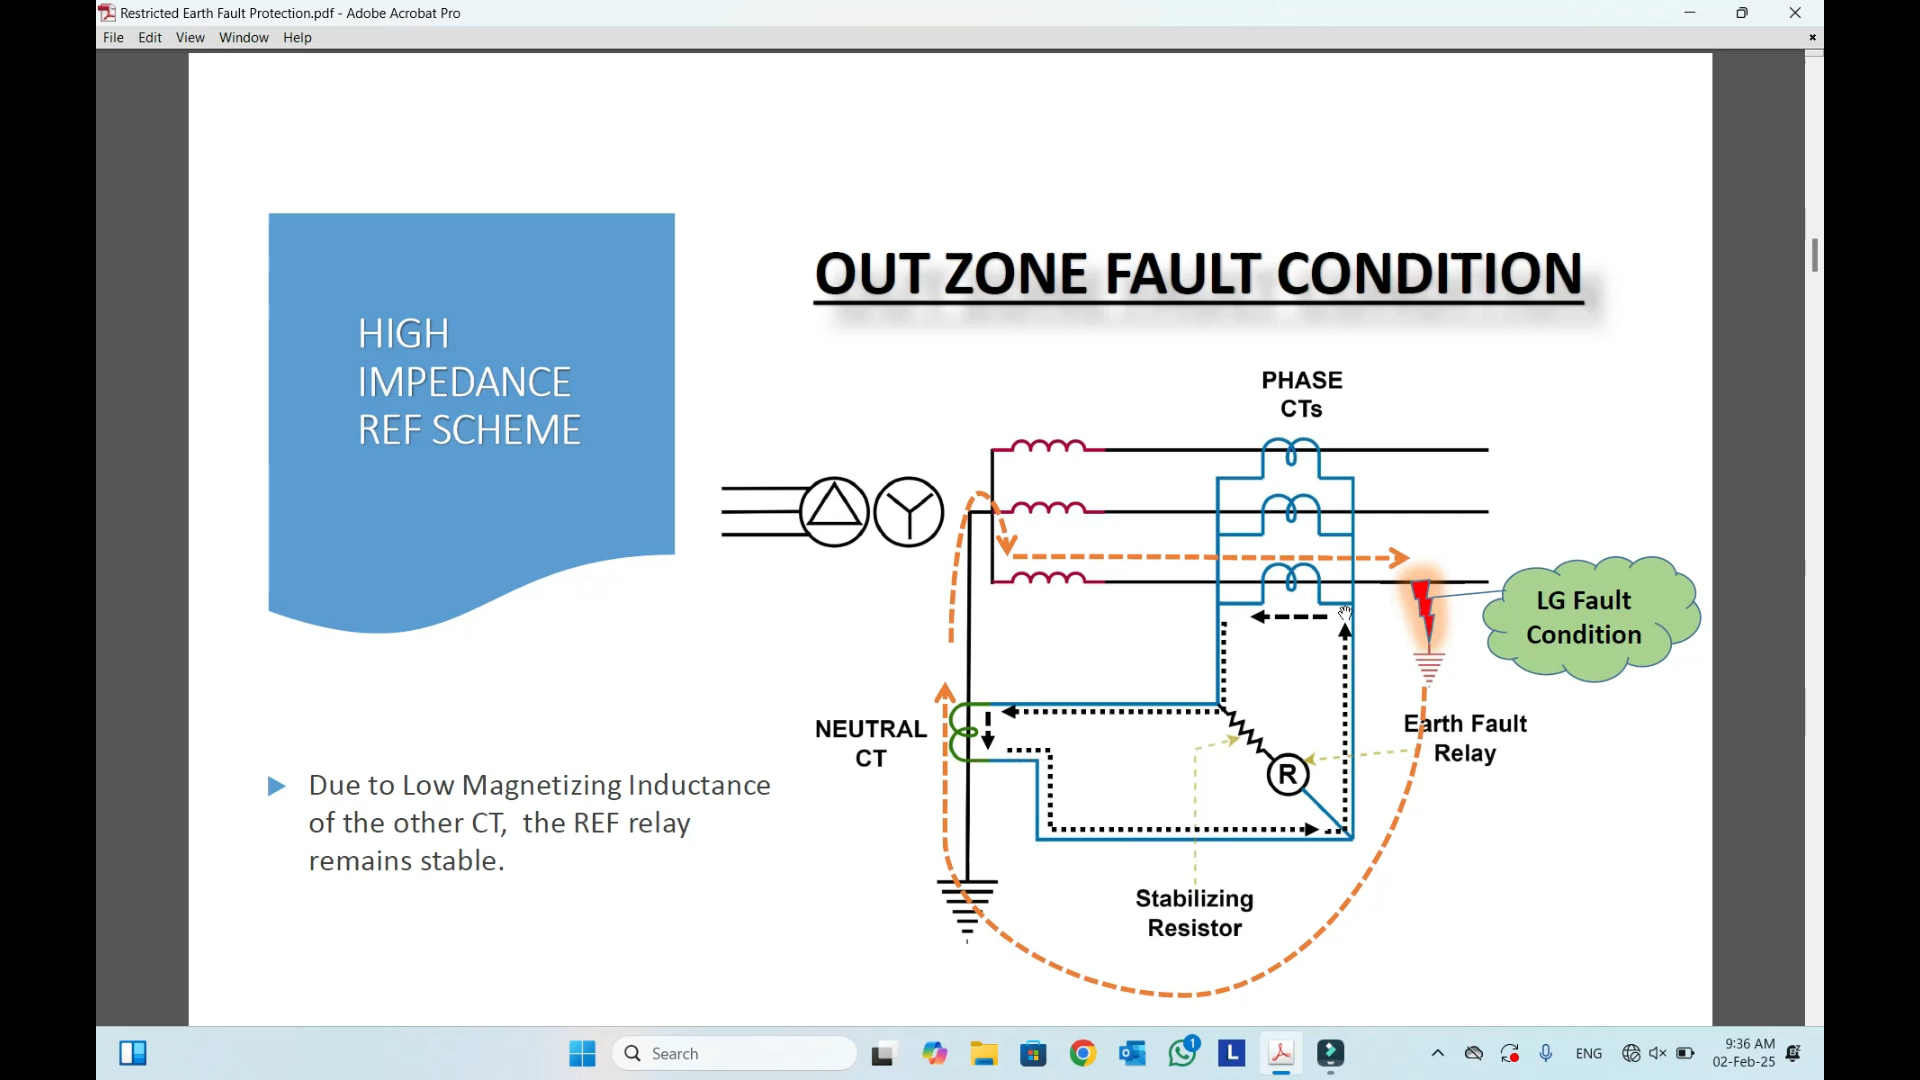 Restricted Earth Fault Protection.pdf - Adobe Acrobat Pro
File Edit View Window Help
OUT ZONE FAULT CONDITION
HIGH
IMPEDANCE
REF SCHEME
PHASE
CTs
LG Fault
Condition
NEUTRAL
CT
Earth Fault
Relay
R
Due to Low Magnetizing Inductance
of the other CT, the REF relay
remains stable.
Stabilizing
Resistor
Search
1
L
ENG
9:36 AM
02-Feb-25